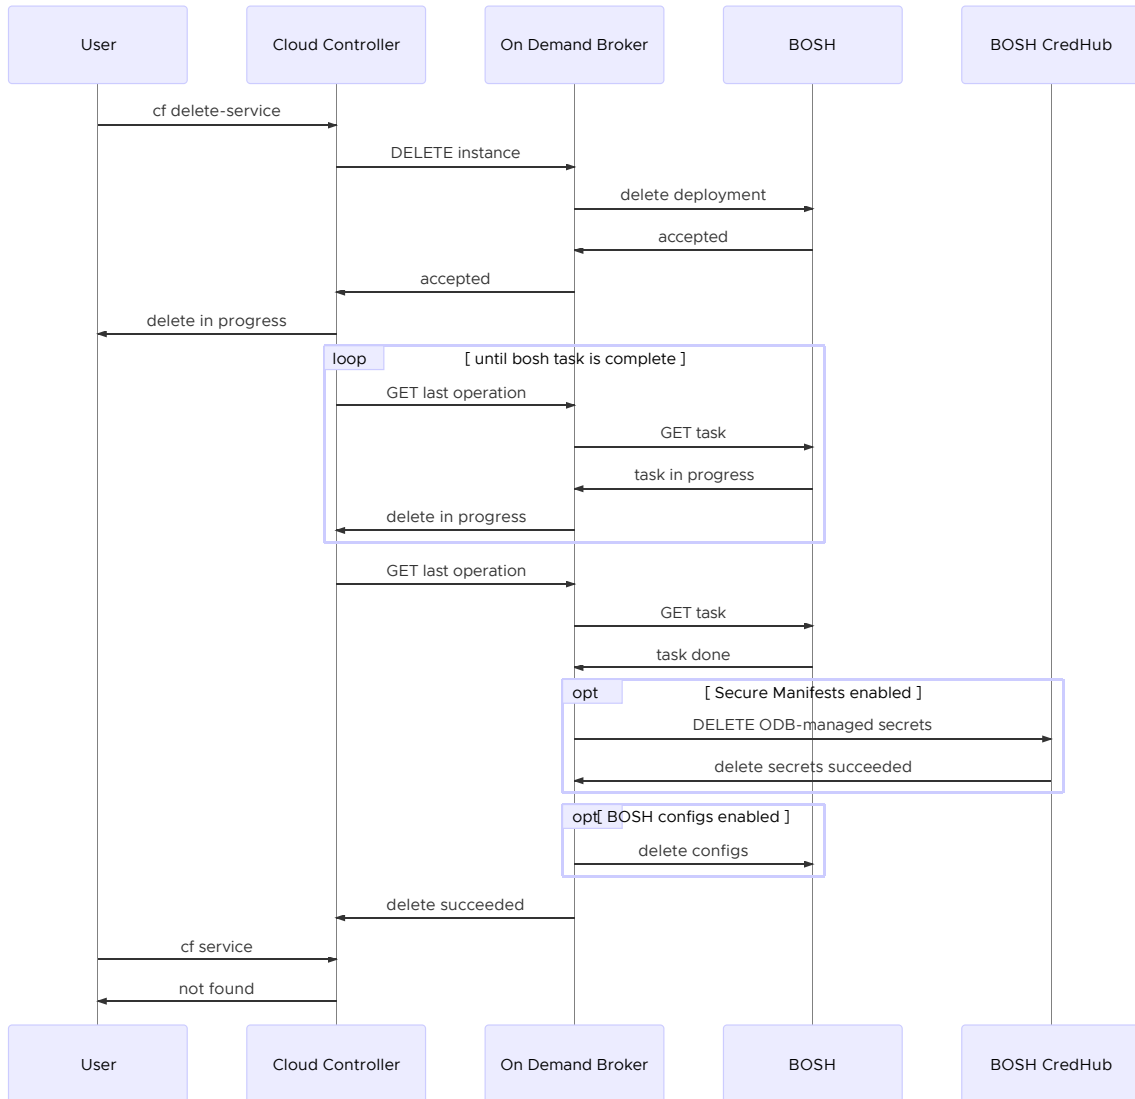 User
Cloud Controller
On Demand Broker
BOSH
BOSH CredHub
cf delete-service
DELETE instance
delete deployment
accepted
accepted
delete in progress
loop
[ until bosh task is complete ]
GET last operation
GET task
task in progress
delete in progress
GET last operation
GET task
task done
opt
[ Secure Manifests enabled ]
DELETE ODB-managed secrets
delete secrets succeeded
opt
[ BOSH configs enabled ]
delete configs
delete succeeded
cf service
not found
User
Cloud Controller
On Demand Broker
BOSH
BOSH CredHub